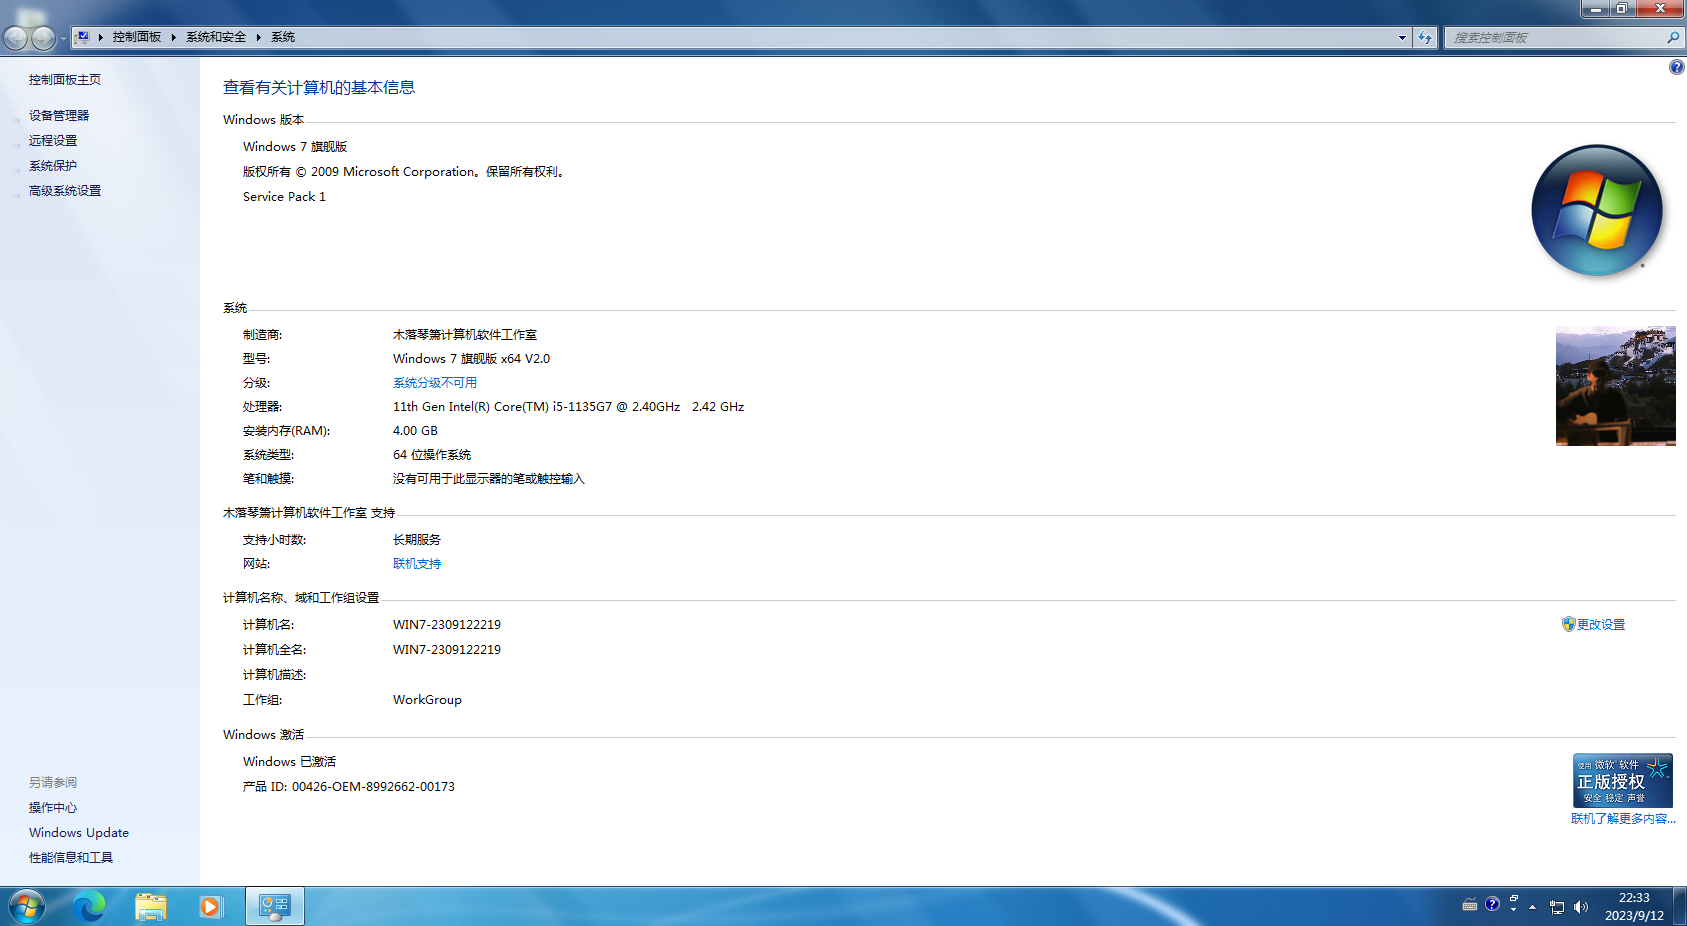 控制面板 系统和安全 系统
搜索控制面板
控制面板主页
设备管理器
远程设置
系统保护
高级系统设置
查看有关计算机的基本信息
Windows 版本
Windows 7 旗舰版
版权所有 © 2009 Microsoft Corporation。保留所有权利。
Service Pack 1
系统
制造商: 木落琴簫计算机软件工作室
型号: Windows 7 旗舰版 x64 V2.0
分级: 系统分级不可用
处理器: 11th Gen Intel(R) Core(TM) i5-1135G7 @ 2.40GHz 2.42 GHz
安装内存(RAM): 4.00 GB
系统类型: 64 位操作系统
笔和触摸: 没有可用于此显示器的笔或触控输入
木落琴簫计算机软件工作室 支持
支持小时数: 长期服务
网站: 联机支持
计算机名称、域和工作组设置
计算机名: WIN7-2309122219
更改设置
计算机全名: WIN7-2309122219
计算机描述:
工作组: WorkGroup
Windows 激活
Windows 已激活
产品 ID: 00426-OEM-8992662-00173
使用 微软 软件
正版授权
安全 稳定 声誉
联机了解更多内容...
另请参阅
操作中心
Windows Update
性能信息和工具
22:33
2023/9/12